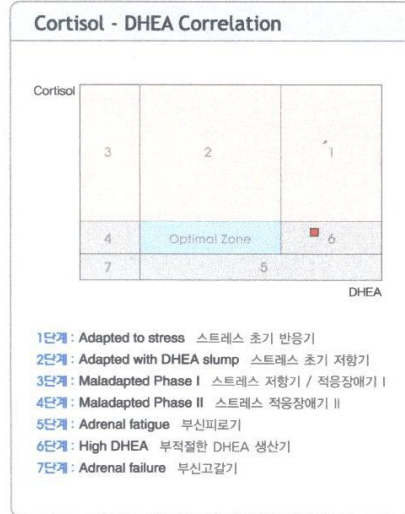 Cortisol - DHEA Correlation
Cortisol
3 2 1
4 Optimal Zone 6
7 5
DHEA
1단계 : Adapted to stress 스트레스 초기 반응기
2단계 : Adapted with DHEA slump 스트레스 초기 저항기
3단계 : Maladapted Phase I 스트레스 저항기 / 적응장애기 I
4단계 : Maladapted Phase II 스트레스 적응장애기 II
5단계 : Adrenal fatigue 부신피로기
6단계 : High DHEA 부적절한 DHEA 생산기
7단계 : Adrenal failure 부신고갈기